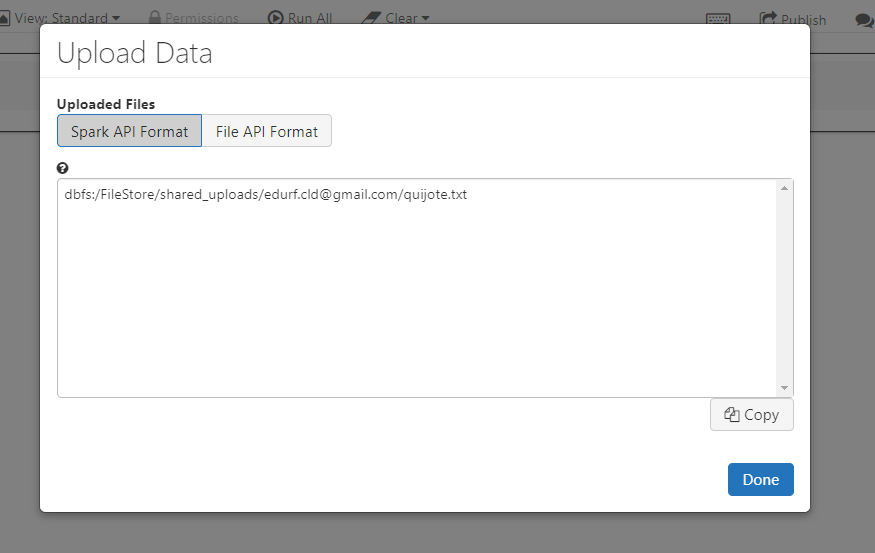 View: Standard Permissions Run All Clear Publish
Upload Data
Uploaded Files
Spark API Format File API Format
dbfs:/FileStore/shared_uploads/edurf.cld@gmail.com/quijote.txt
Copy
Done